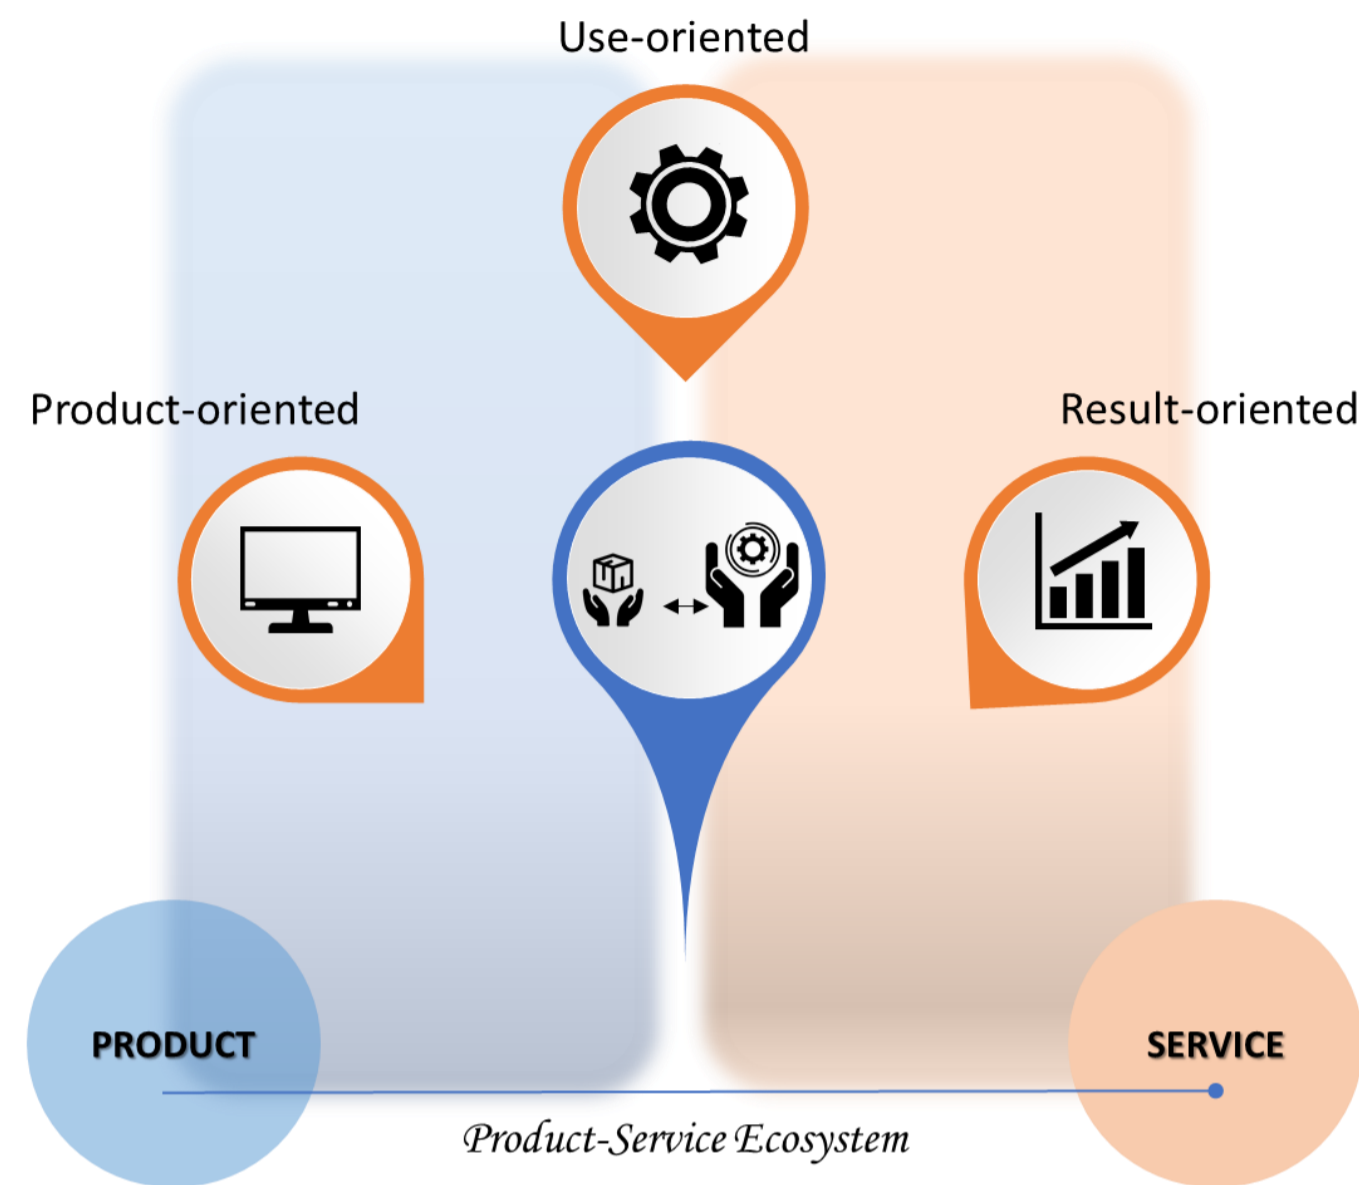 Use-oriented
Product-oriented
Result-oriented
PRODUCT
SERVICE
Product-Service Ecosystem